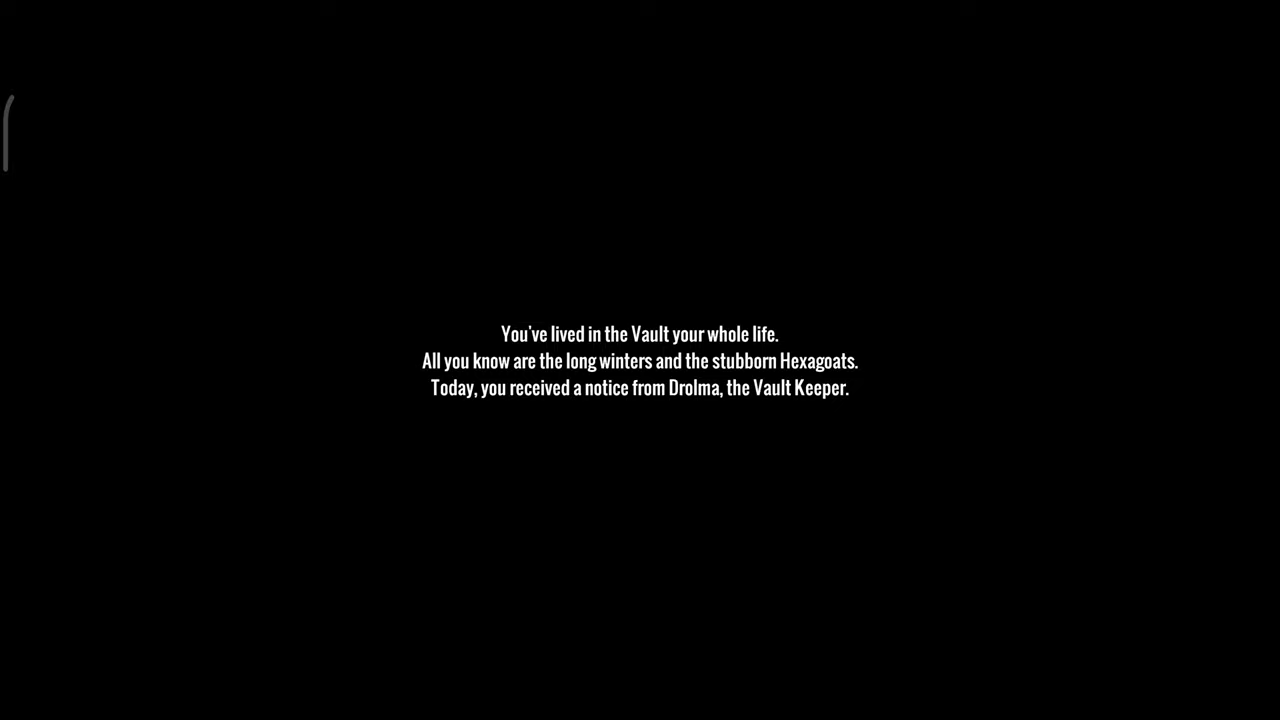 You've lived in the Vault your whole life.
All you know are the long winters and the stubborn Hexagoats.
Today, you received a notice from Drolma, the Vault Keeper.